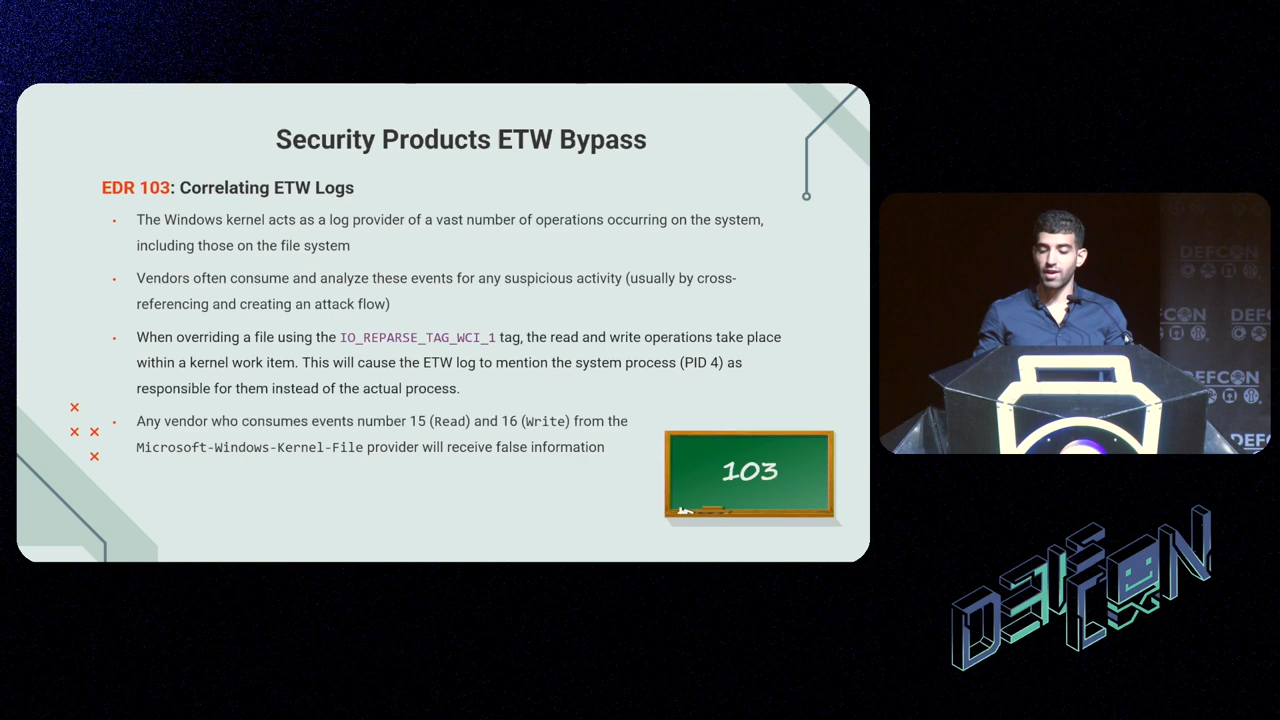 Security Products ETW Bypass
EDR 103: Correlating ETW Logs
• The Windows kernel acts as a log provider of a vast number of operations occurring on the system,
including those on the file system
• Vendors often consume and analyze these events for any suspicious activity (usually by cross-
referencing and creating an attack flow)
• When overriding a file using the IO_REPARSE_TAG_WCI_1 tag, the read and write operations take place
within a kernel work item. This will cause the ETW log to mention the system process (PID 4) as
responsible for them instead of the actual process.
• Any vendor who consumes events number 15 (Read) and 16 (Write) from the
Microsoft-Windows-Kernel-File provider will receive false information
103
DEFCON
CON
DEFC
EFCON
DEF
DEFCON